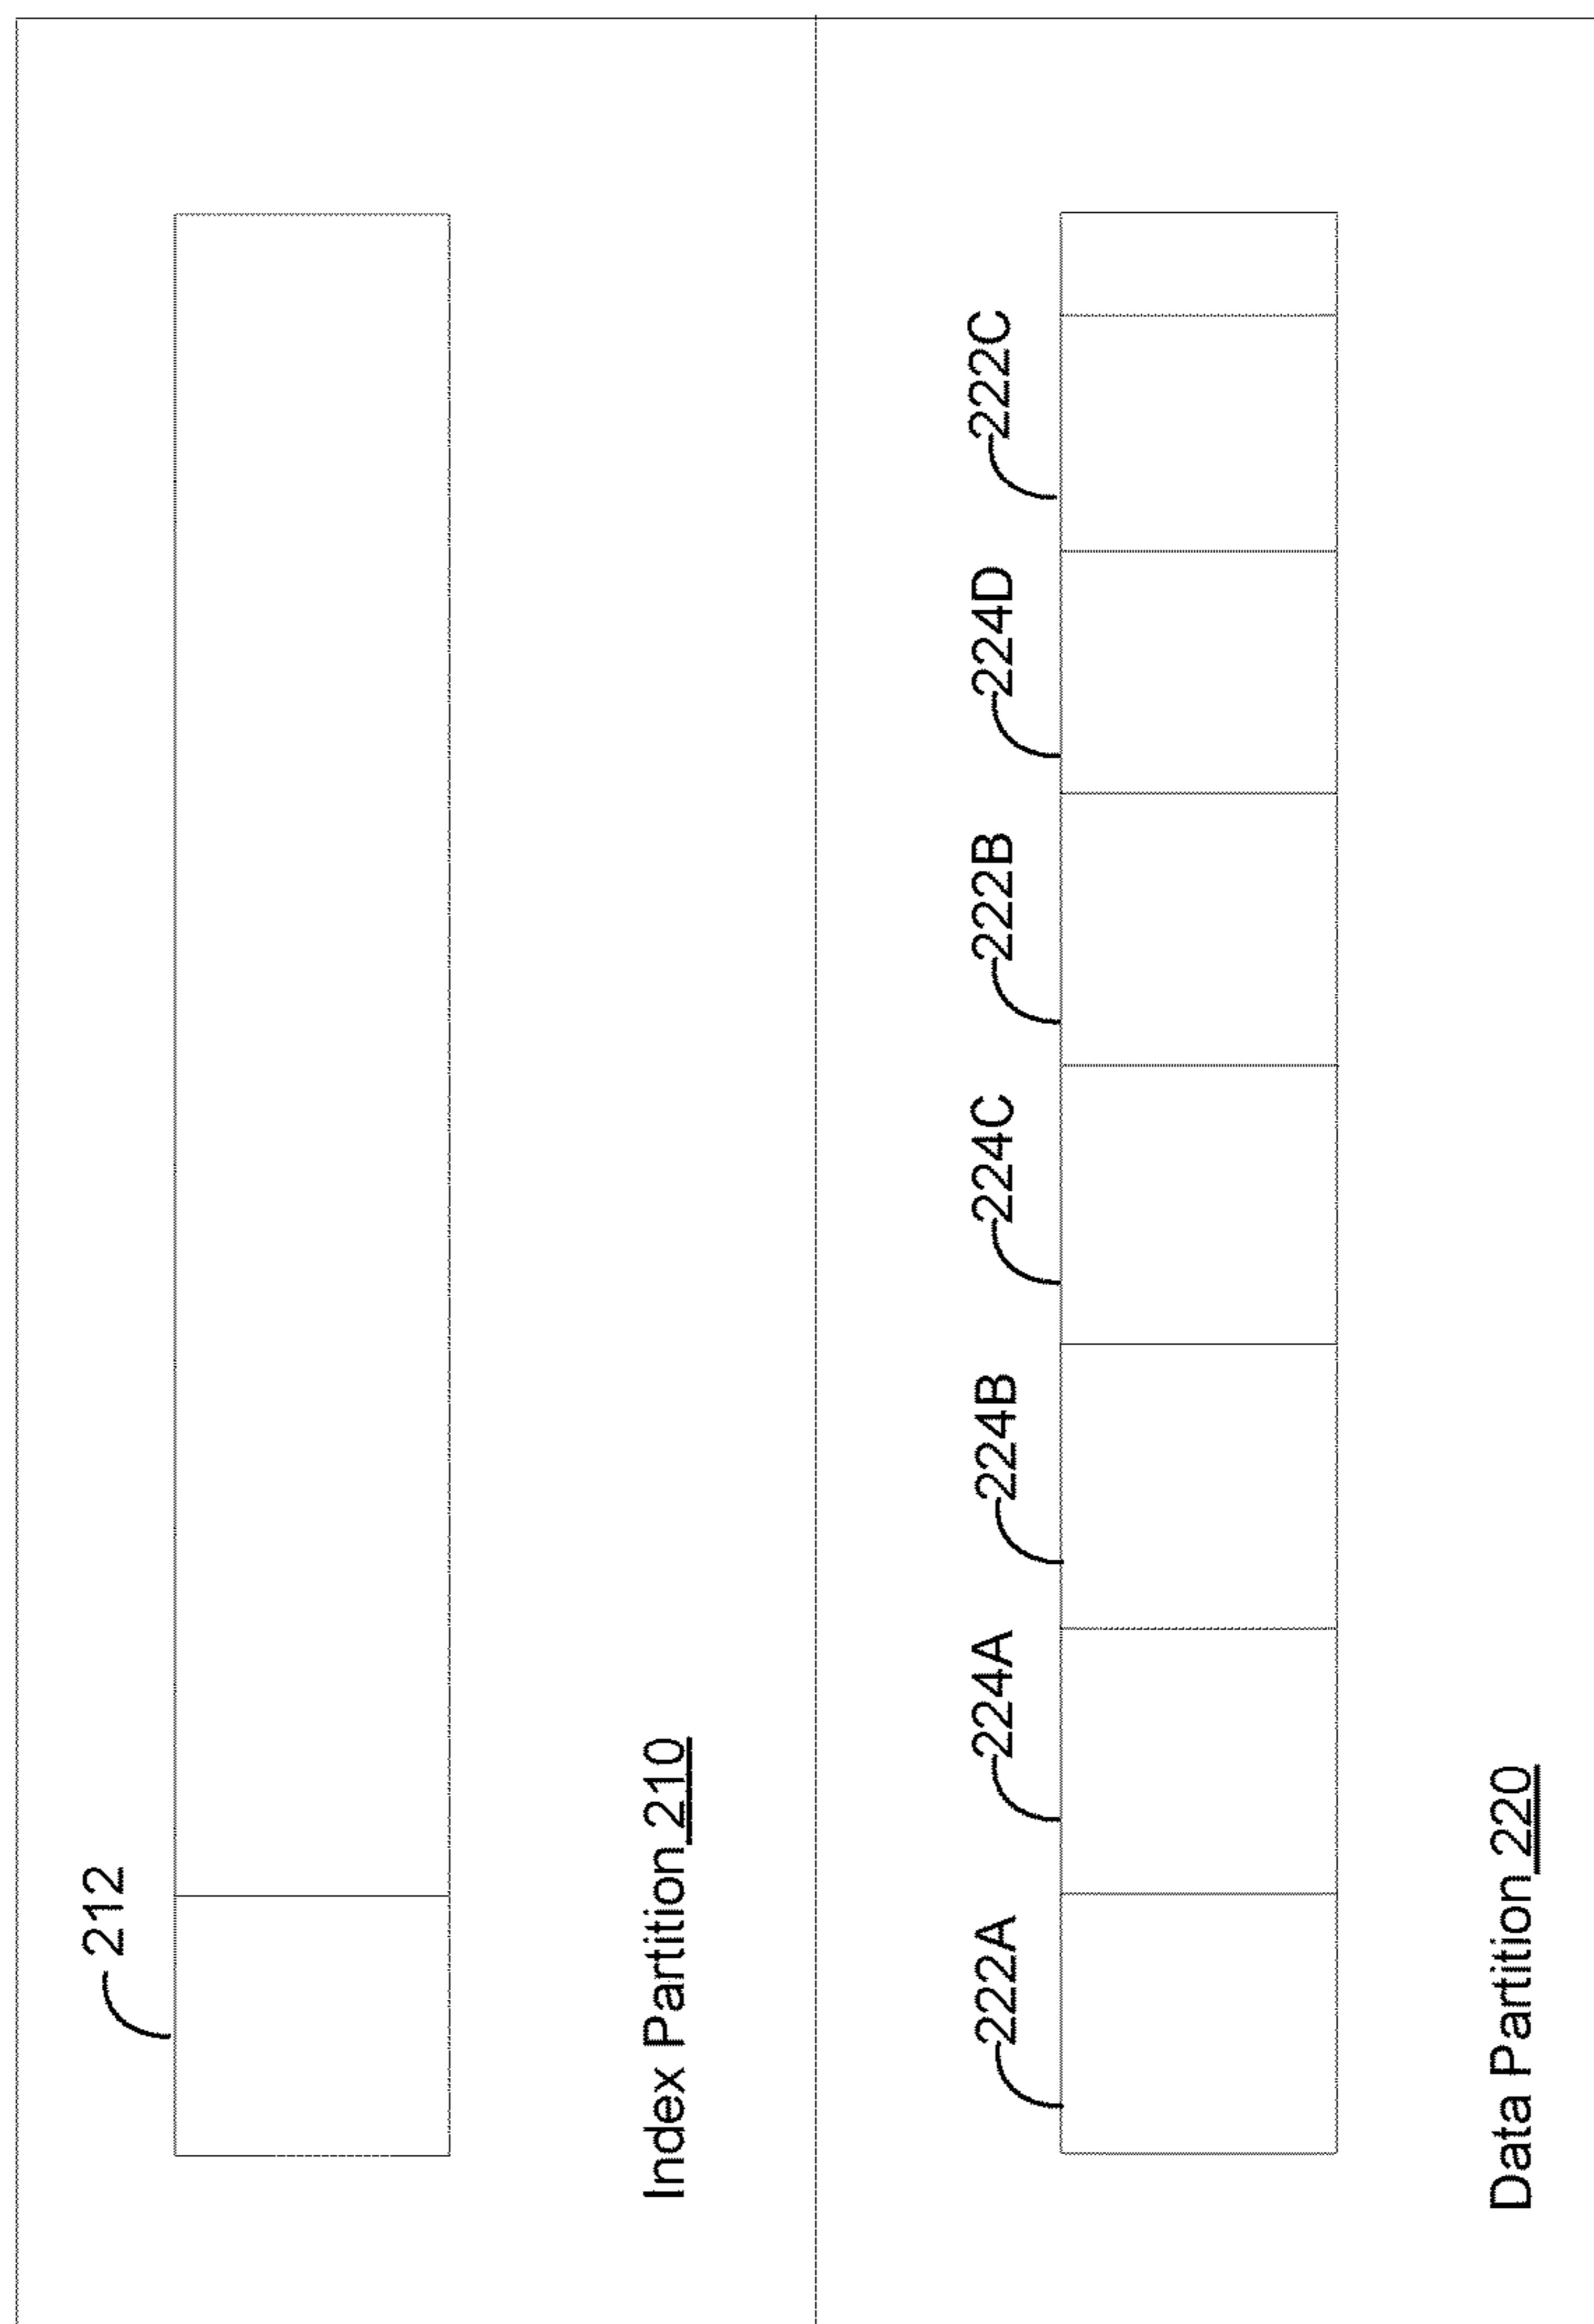 212
Index Partition 210
222A
224A
224B
224C
222B
224D
222C
Data Partition 220